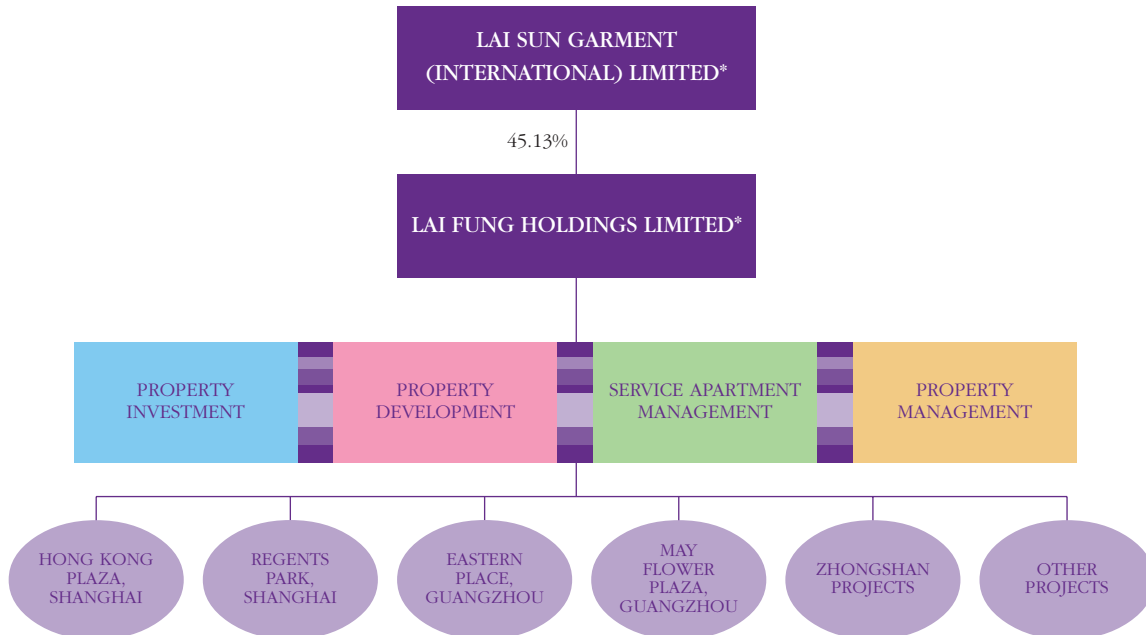 LAI SUN GARMENT
(INTERNATIONAL) LIMITED*
45.13%
LAI FUNG HOLDINGS LIMITED*
PROPERTY
INVESTMENT
PROPERTY
DEVELOPMENT
SERVICE APARTMENT
MANAGEMENT
PROPERTY
MANAGEMENT
HONG KONG
PLAZA,
SHANGHAI
REGENTS
PARK,
SHANGHAI
EASTERN
PLACE,
GUANGZHOU
MAY
FLOWER
PLAZA,
GUANGZHOU
ZHONGSHAN
PROJECTS
OTHER
PROJECTS